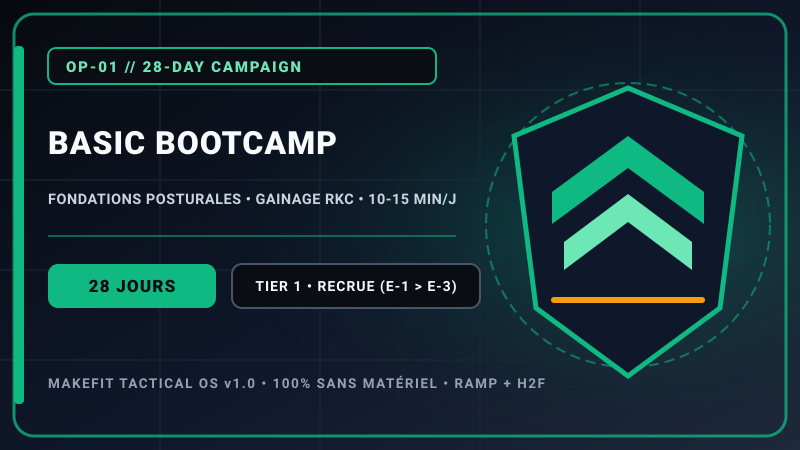 OP-01 // 28-DAY CAMPAIGN
BASIC BOOTCAMP
FONDATIONS POSTURALES • GAINAGE RKC • 10-15 MIN/J
28 JOURS
TIER 1 • RECRUE (E-1 > E-3)
MAKEFIT TACTICAL OS v1.0 • 100% SANS MATÉRIEL • RAMP + H2F